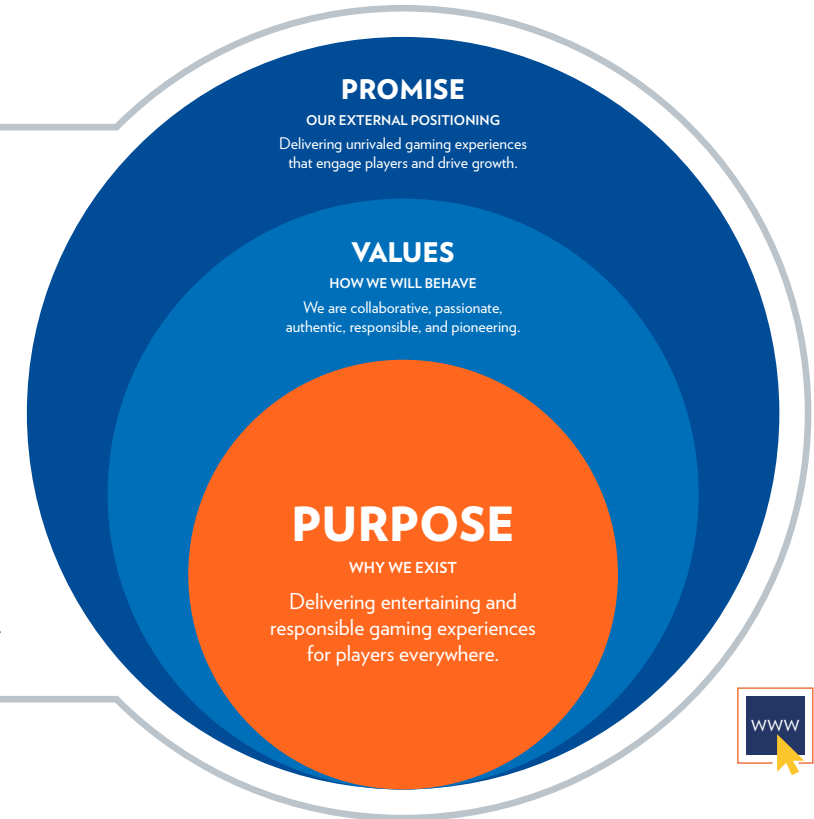 PROMISE
OUR EXTERNAL POSITIONING
Delivering unrivaled gaming experiences
that engage players and drive growth.
VALUES
HOW WE WILL BEHAVE
We are collaborative, passionate,
authentic, responsible, and pioneering.
PURPOSE
WHY WE EXIST
Delivering entertaining and
responsible gaming experiences
for players everywhere.
WWW